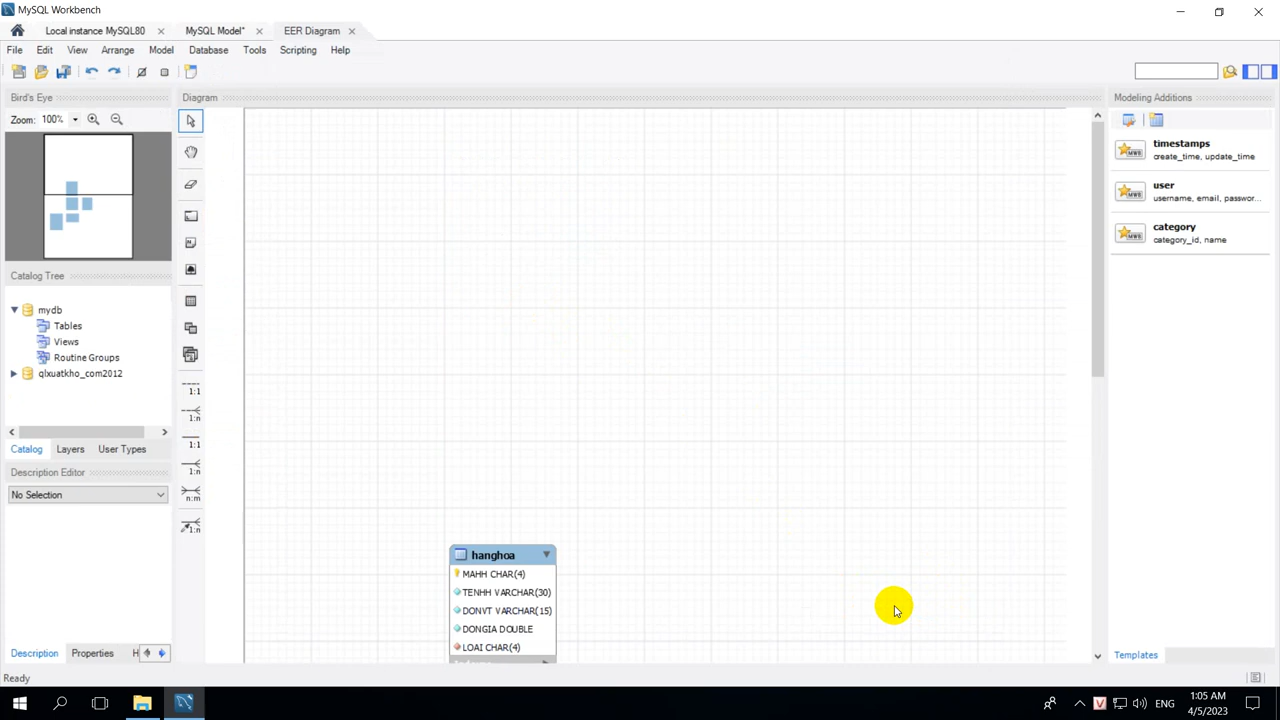 MySQL Workbench
Local instance MySQL80
MySQL Model*
EER Diagram
File Edit View Arrange Model Database Tools Scripting Help
Bird's Eye
Diagram
Modeling Additions
Zoom: 100%
timestamps
create_time, update_time
user
username, email, passwor...
category
category_id, name
Catalog Tree
mydb
Tables
Views
Routine Groups
qlxuatkho_com2012
1:1
1:n
1:1
1:n
n:m
1:n
Catalog Layers User Types
Description Editor
No Selection
hanghoa
MAHH CHAR(4)
TENHH VARCHAR(30)
DONVT VARCHAR(15)
DONGIA DOUBLE
LOAI CHAR(4)
Description Properties H
Templates
Ready
ENG
1:05 AM
4/5/2023